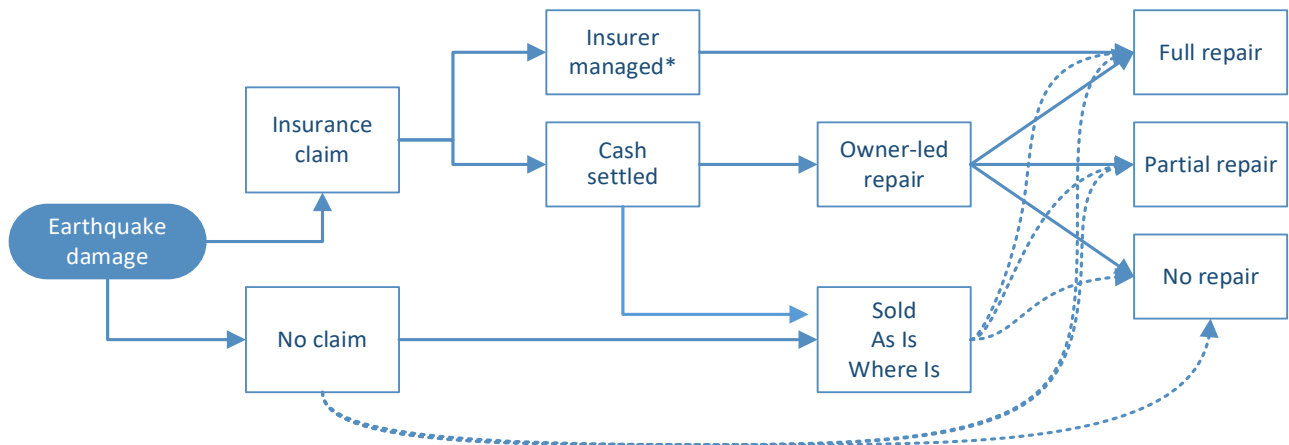 Insurer
managed*
Full repair
Insurance
claim
Cash
settled
Owner-led
repair
Partial repair
Earthquake
damage
No repair
No claim
Sold
As Is
Where Is